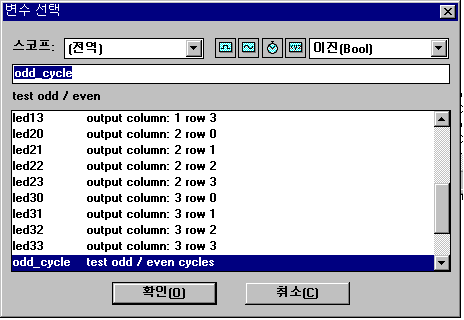 변수 선택
스코프: (전역) xyz 이진(Bool)
odd_cycle
test odd / even
led13 output column: 1 row 3
led20 output column: 2 row 0
led21 output column: 2 row 1
led22 output column: 2 row 2
led23 output column: 2 row 3
led30 output column: 3 row 0
led31 output column: 3 row 1
led32 output column: 3 row 2
led33 output column: 3 row 3
odd_cycle test odd / even cycles
확인(O) 취소(C)